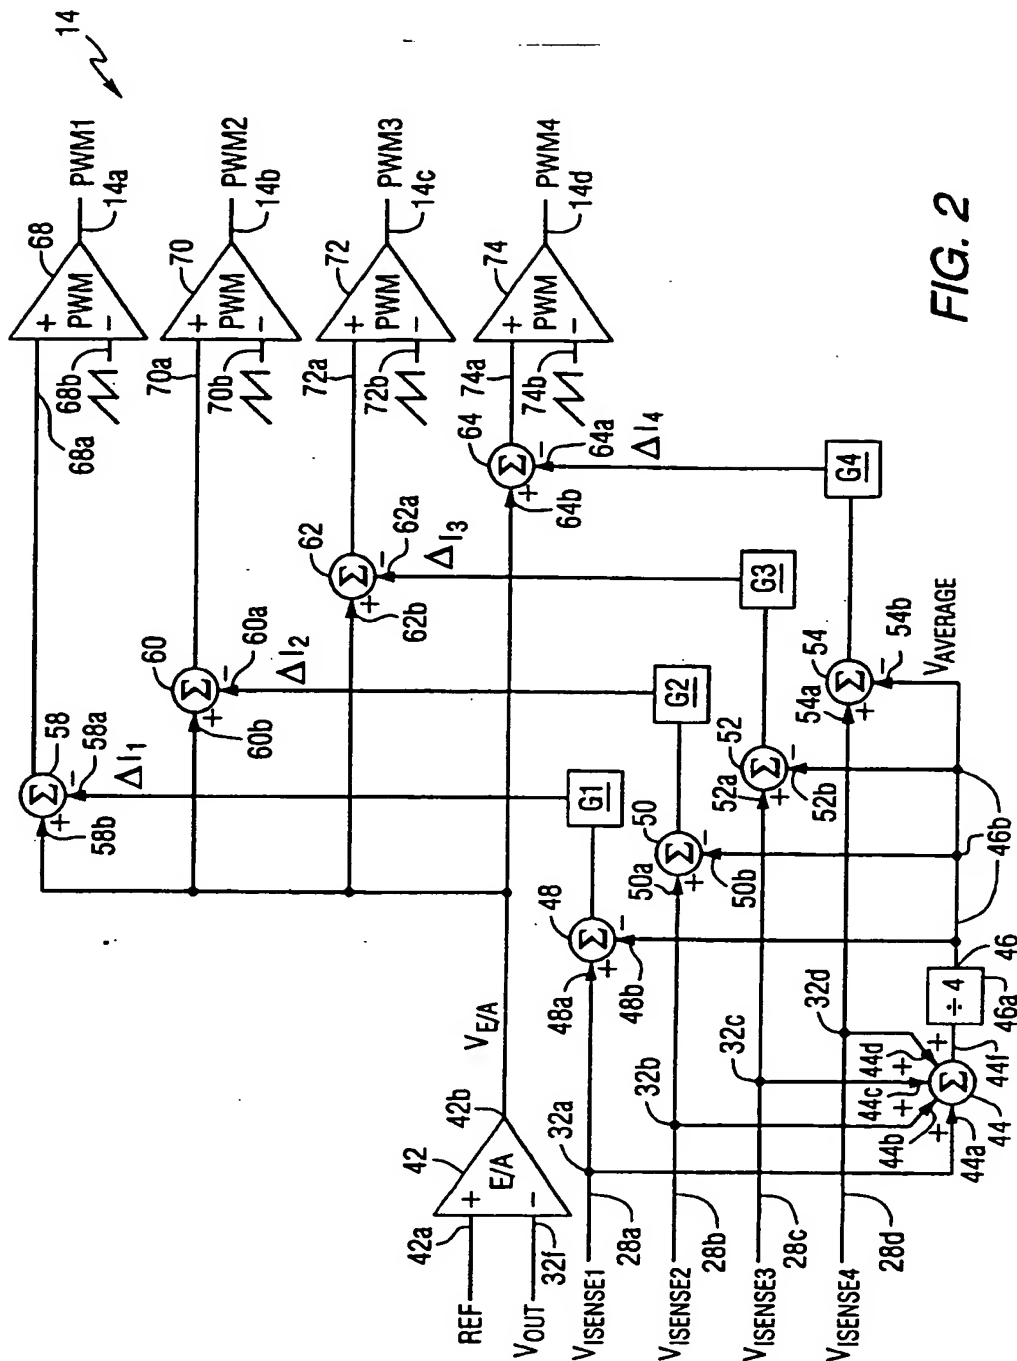 14
68
PWM1
14a
+
PWM
−
68a
68b
70
PWM2
14b
+
PWM
−
70a
70b
72
PWM3
14c
+
PWM
−
72a
72b
74
PWM4
14d
+
PWM
−
74a
74b
58
Σ
+
−
58b
58a
ΔI1
60
Σ
+
−
60b
60a
ΔI2
62
Σ
+
−
62b
62a
ΔI3
64
Σ
+
−
64b
64a
ΔI4
G1
G2
G3
G4
REF
42a
VOUT
32f
42
+
E/A
−
42b
VE/A
VISENSE1
28a
32a
48a
48
Σ
+
−
48b
VISENSE2
28b
32b
50a
50
Σ
+
−
50b
VISENSE3
28c
32c
52a
52
Σ
+
−
52b
VISENSE4
28d
32d
54a
54
Σ
+
−
54b
VAVERAGE
44a
+
44b
+
44c
+
44d
+
Σ
44
44f
÷ 4
46a
46
46b
FIG. 2